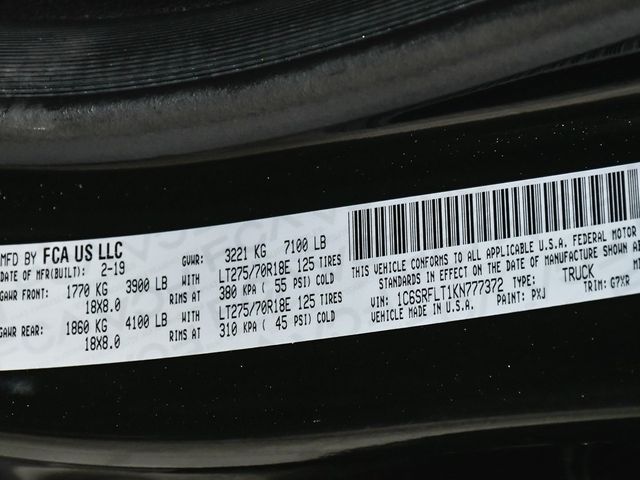 MFD BY FCA US LLC
DATE OF MFR(BUILT): 2-19 GVWR: 3221 KG 7100 LB
GAWR FRONT: 1770 KG 3900 LB WITH LT275/70R18E 125 TIRES
18X8.0 RIMS AT 380 KPA ( 55 PSI) COLD
GAWR REAR: 1860 KG 4100 LB WITH LT275/70R18E 125 TIRES
18X8.0 RIMS AT 310 KPA ( 45 PSI) COLD
THIS VEHICLE CONFORMS TO ALL APPLICABLE U.S.A. FEDERAL MOTOR
STANDARDS IN EFFECT ON THE DATE OF MANUFACTURE SHOWN
VIN: 1C6SRFLT1KN777372 TYPE: TRUCK
VEHICLE MADE IN U.S.A. PAINT: PXJ TRIM: G7XR